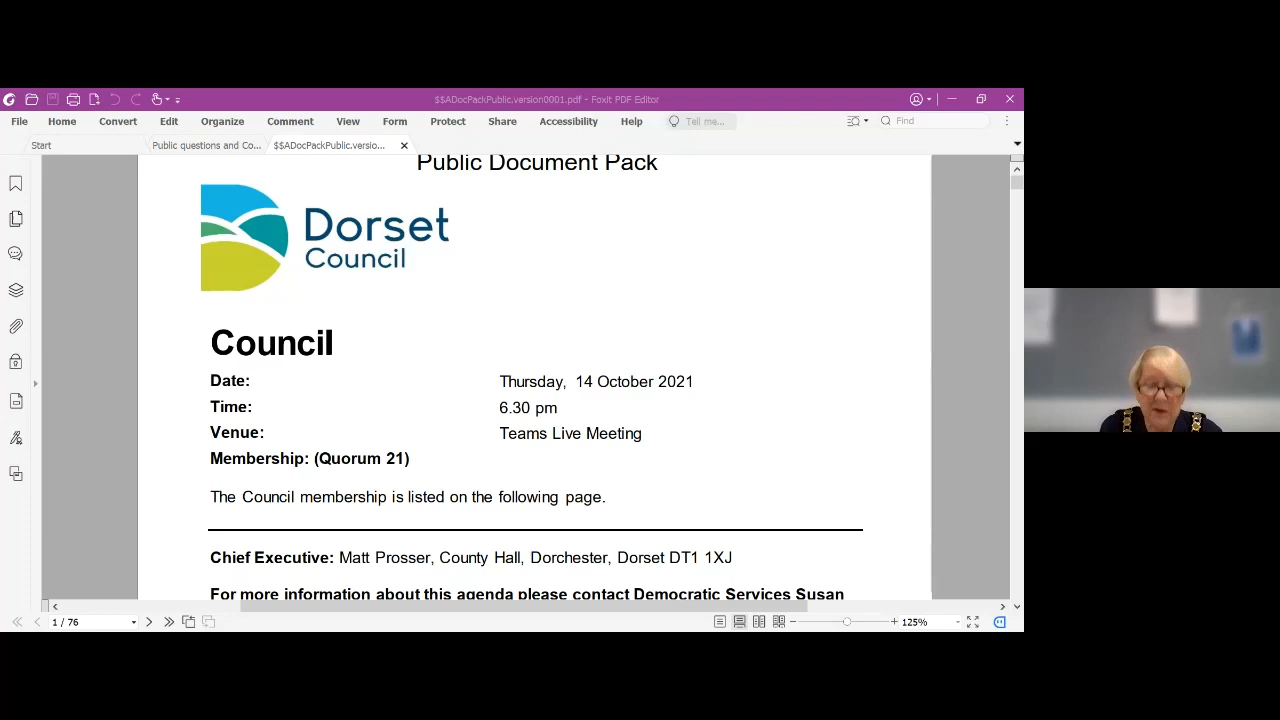 $$ADocPackPublic.version0001.pdf - Foxit PDF Editor
File Home Convert Edit Organize Comment View Form Protect Share Accessibility Help Tell me... Find
Start Public questions and Co... $$ADocPackPublic.versio...
Public Document Pack
Dorset
Council
Council
Date: Thursday, 14 October 2021
Time: 6.30 pm
Venue: Teams Live Meeting
Membership: (Quorum 21)
The Council membership is listed on the following page.
Chief Executive: Matt Prosser, County Hall, Dorchester, Dorset DT1 1XJ
For more information about this agenda please contact Democratic Services Susan
1 / 76 125%